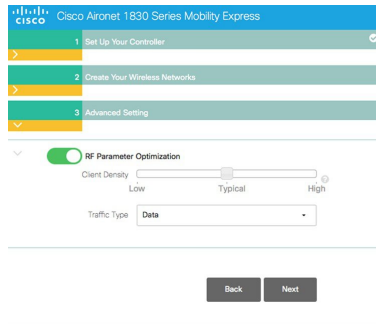 CISCO Cisco Aironet 1830 Series Mobility Express
1 Set Up Your Controller
2 Create Your Wireless Networks
3 Advanced Setting
RF Parameter Optimization
Client Density
Low Typical High
Traffic Type Data
Back Next